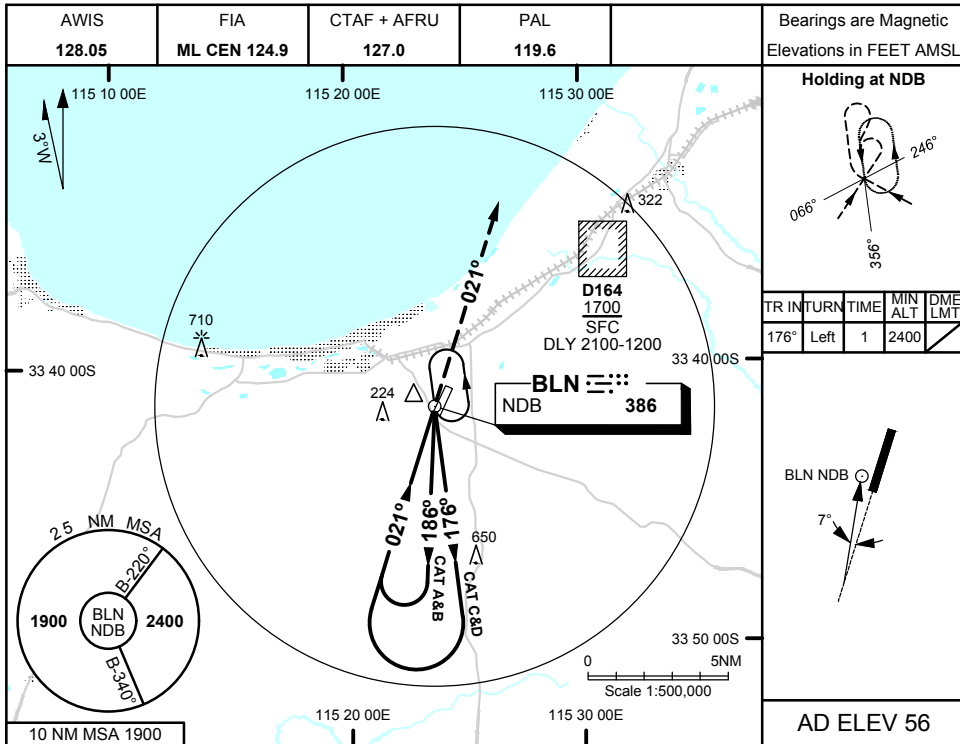 AWIS
128.05
FIA
ML CEN 124.9
CTAF + AFRU
127.0
PAL
119.6
Bearings are Magnetic
Elevations in FEET AMSL
115 10 00E
115 20 00E
115 30 00E
3°W
322
D164
1700
SFC
DLY 2100-1200
021°
710
33 40 00S
33 40 00S
224
BLN
NDB 386
021°
186°
176°
CAT A&B
CAT C&D
650
25 NM MSA
B-220°
1900
BLN
NDB
2400
B-340°
33 50 00S
0 5NM
Scale 1:500,000
115 20 00E
115 30 00E
10 NM MSA 1900
Holding at NDB
246°
066°
356°
TR IN TURN TIME MIN ALT DME LMT
176° Left 1 2400
BLN NDB
7°
AD ELEV 56